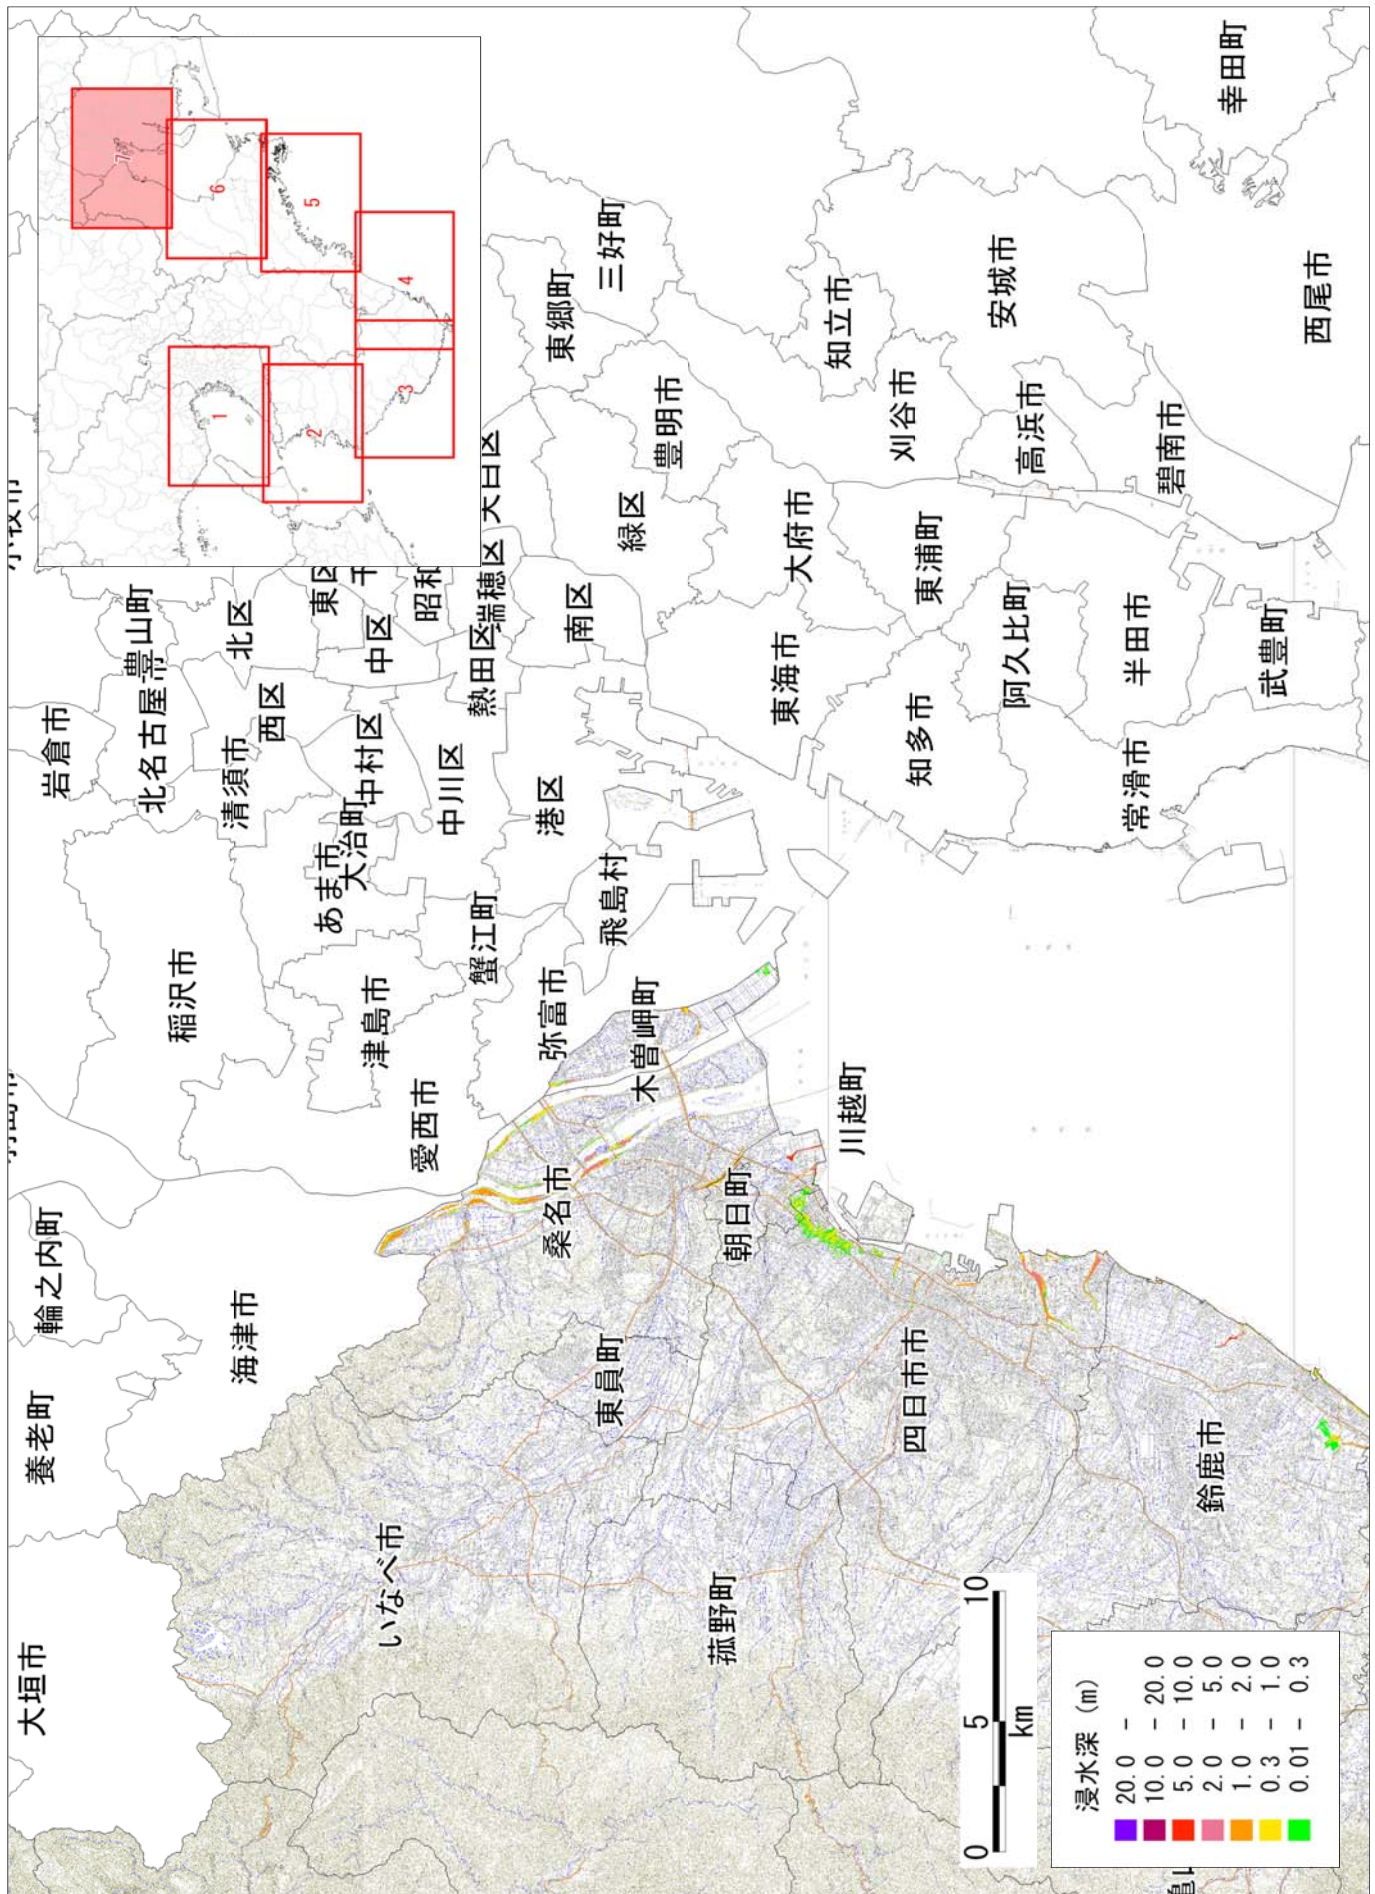 大垣市
養老町
輪之内町
海津市
稲沢市
岩倉市
北名古屋市
豊山町
清須市
西区
北区
東区
あま市
大治町
中村区
中区
津島市
昭和
愛西市
中川区
蟹江町
熱田区
瑞穂区
弥富市
港区
南区
飛島村
緑区
豊明市
東郷町
三好町
木曽岬町
東海市
大府市
知立市
刈谷市
安城市
幸田町
知多市
東浦町
高浜市
阿久比町
碧南市
西尾市
常滑市
半田市
武豊町
いなべ市
桑名市
東員町
朝日町
川越町
菰野町
四日市市
鈴鹿市
1
2
3
4
5
6
7
0 5 10
km
浸水深 (m)
20.0 -
10.0 - 20.0
5.0 - 10.0
2.0 - 5.0
1.0 - 2.0
0.3 - 1.0
0.01 - 0.3